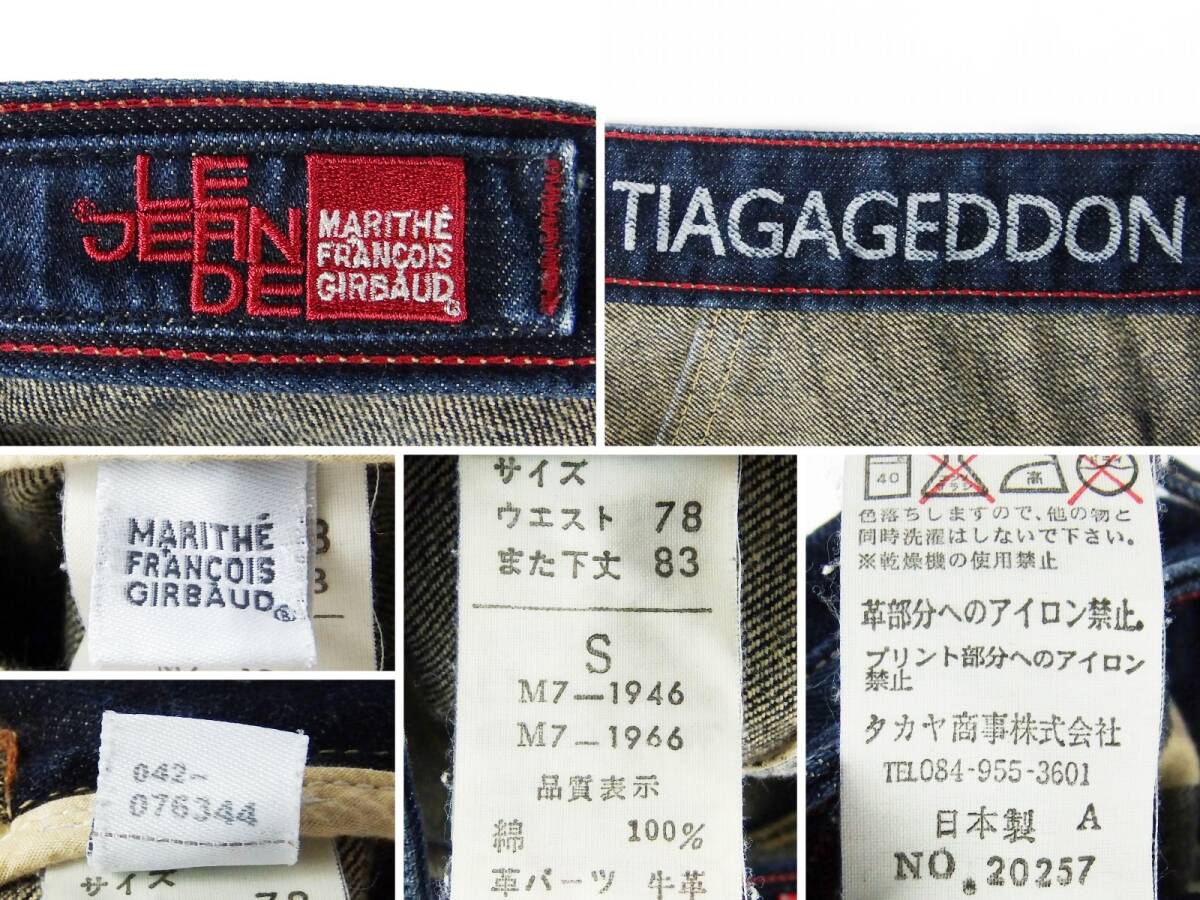 LE
JEAN
DE
®
MARITHÉ
+
FRANÇOIS
GIRBAUD®
TIAGAGEDDON
MARITHÉ
+
FRANÇOIS
GIRBAUD®
042-
076344
サイズ
78
サイズ
ウエスト 78
また下丈 83
S
M7-1946
M7-1966
品質表示
綿 100%
革パーツ 牛革
40 高
色落ちしますので、他の物と
同時洗濯はしないで下さい。
※乾燥機の使用禁止
革部分へのアイロン禁止。
プリント部分へのアイロン
禁止
タカヤ商事株式会社
TEL084-955-3601
日本製 A
NO.20257